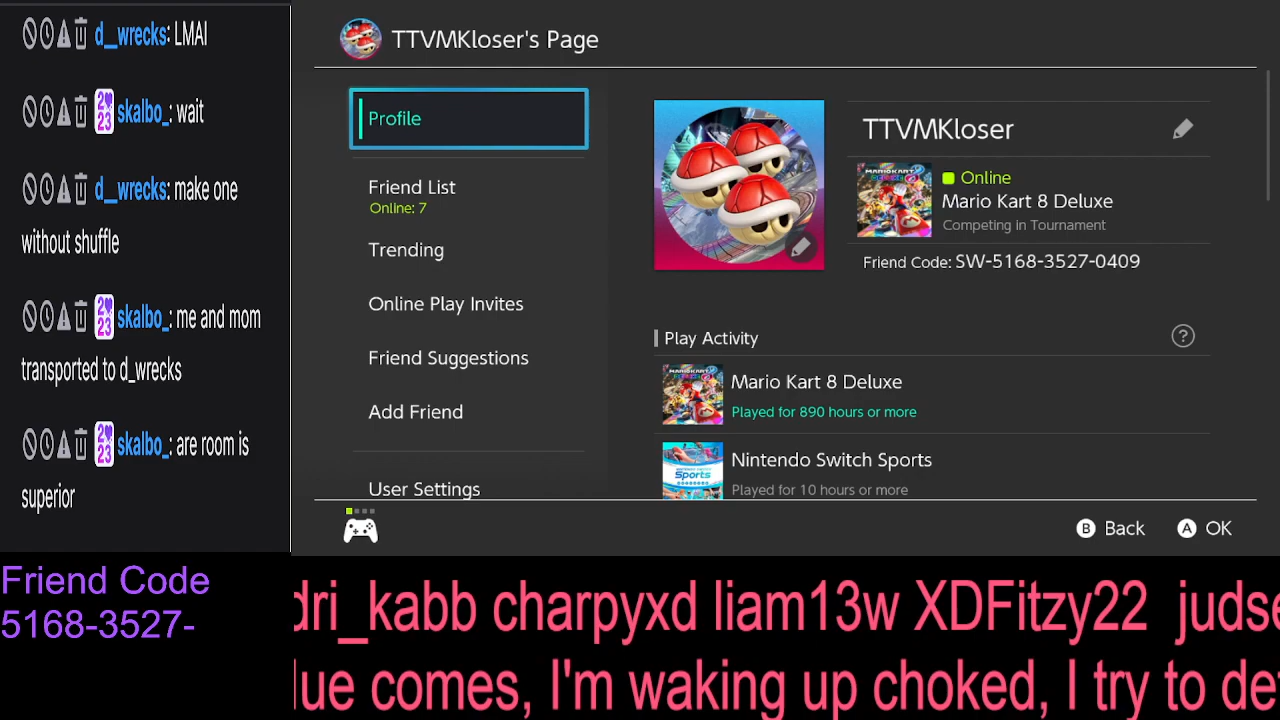 d__wrecks: LMAI
skalbo_: wait
d__wrecks: make one
without shuffle
skalbo_: me and mom
transported to d_wrecks
skalbo_: are room is
superior
Friend Code
5168-3527-
TTVMKloser's Page
Profile
Friend List
Online: 7
Trending
Online Play Invites
Friend Suggestions
Add Friend
User Settings
TTVMKloser
Online
Mario Kart 8 Deluxe
Competing in Tournament
Friend Code: SW-5168-3527-0409
Play Activity
Mario Kart 8 Deluxe
Played for 890 hours or more
Nintendo Switch Sports
Played for 10 hours or more
B Back A OK
dri_kabb charpyxd liam13w XDFitzy22 judse
lue comes, I'm waking up choked, I try to de